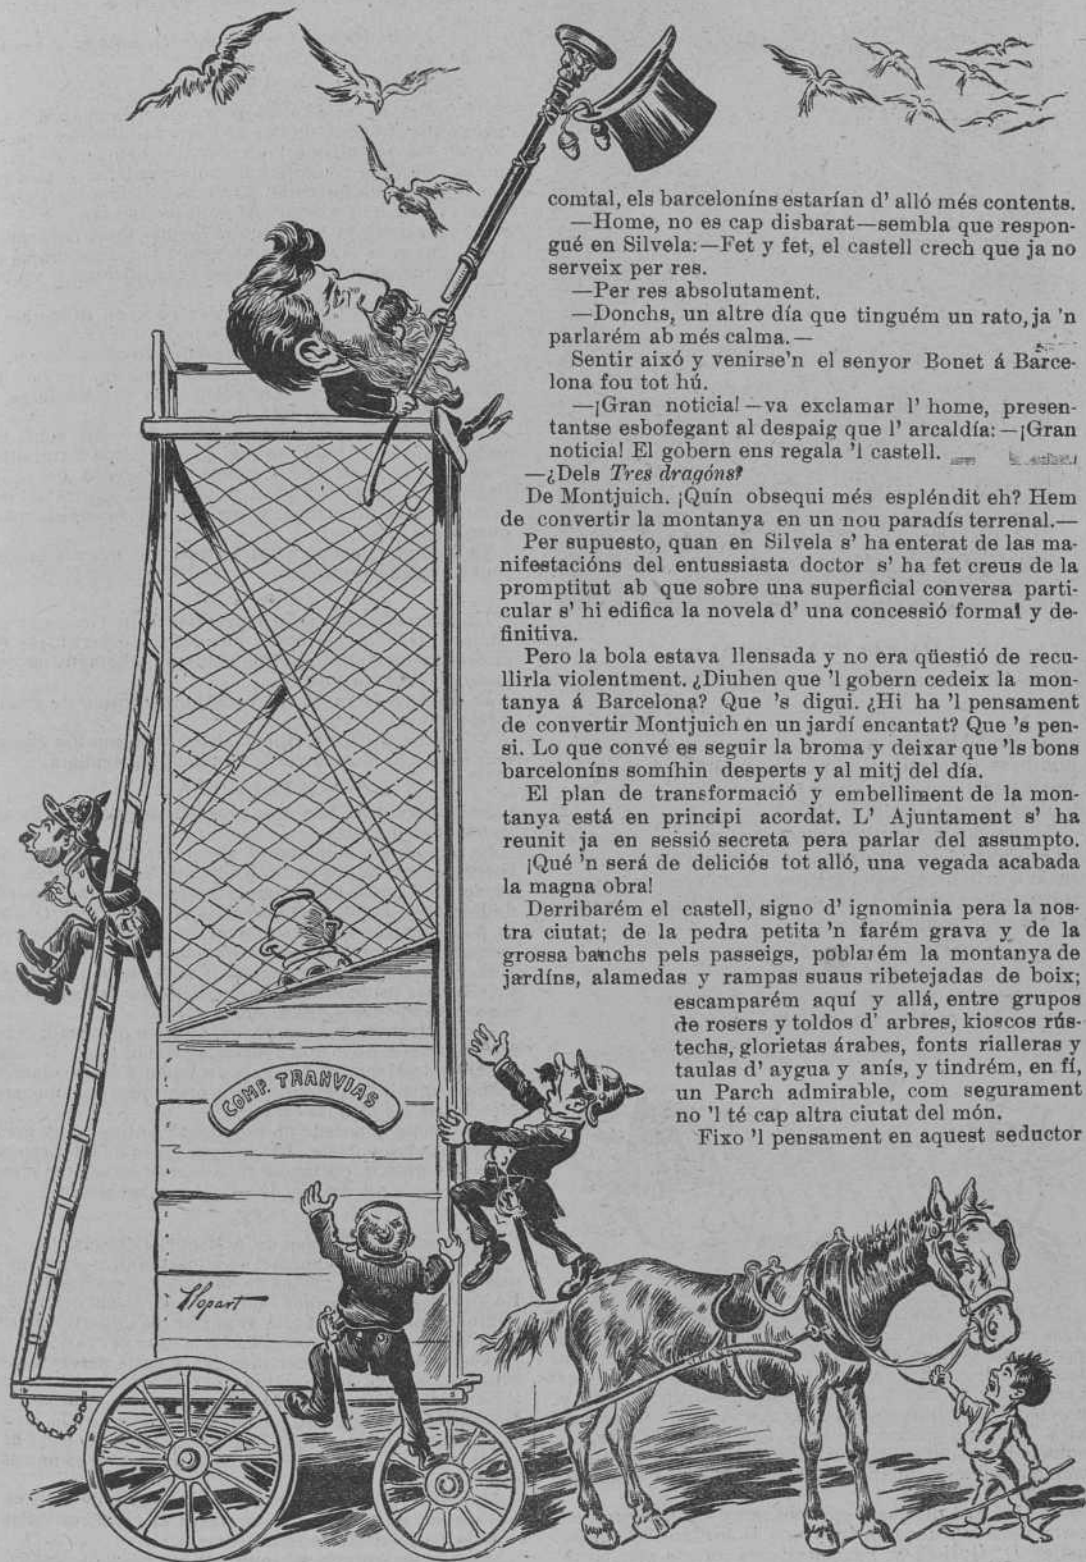 comtal, els barceloníns estarían d' alló més contents.
—Home, no es cap disbarat—sembla que respon-
gué en Silvela:—Fet y fet, el castell crech que ja no
serveix per res.
—Per res absolutament.
—Donchs, un altre día que tinguém un rato, ja 'n
parlarém ab més calma.—
Sentir aixó y venirse'n el senyor Bonet á Barce-
lona fou tot hú.
—¡Gran noticia!—va exclamar l' home, presen-
tantse esbofegant al despaig que l' arcaldía:—¡Gran
noticia! El gobern ens regala 'l castell.
—¿Dels Tres dragóns?
De Montjuich. ¡Quín obsequi més espléndit eh? Hem
de convertir la montanya en un nou paradís terrenal.—
Per supuesto, quan en Silvela s' ha enterat de las ma-
nifestacións del entussiasta doctor s' ha fet creus de la
promptitut ab que sobre una superficial conversa parti-
cular s' hi edifica la novela d' una concessió formal y de-
finitiva.
Pero la bola estava llensada y no era qüestió de recu-
llirla violentment. ¿Diuhen que 'l gobern cedeix la mon-
tanya á Barcelona? Que 's digui. ¿Hi ha 'l pensament
de convertir Montjuich en un jardí encantat? Que 's pen-
si. Lo que convé es seguir la broma y deixar que 'ls bons
barceloníns somíhin desperts y al mitj del día.
El plan de transformació y embelliment de la mon-
tanya está en principi acordat. L' Ajuntament s' ha
reunit ja en sessió secreta pera parlar del assumpto.
¡Qué 'n será de deliciós tot alló, una vegada acabada
la magna obra!
Derribarém el castell, signo d' ignominia pera la nos-
tra ciutat; de la pedra petita 'n farém grava y de la
grossa banchs pels passeigs, poblarém la montanya de
jardíns, alamedas y rampas suaus ribetejadas de boix;
escamparém aquí y allá, entre grupos
de rosers y toldos d' arbres, kioscos rús-
techs, glorietas árabes, fonts rialleras y
taulas d' aygua y anís, y tindrém, en fí,
un Parch admirable, com segurament
no 'l té cap altra ciutat del món.
Fixo 'l pensament en aquest seductor
COMP. TRANVIAS
Llopart